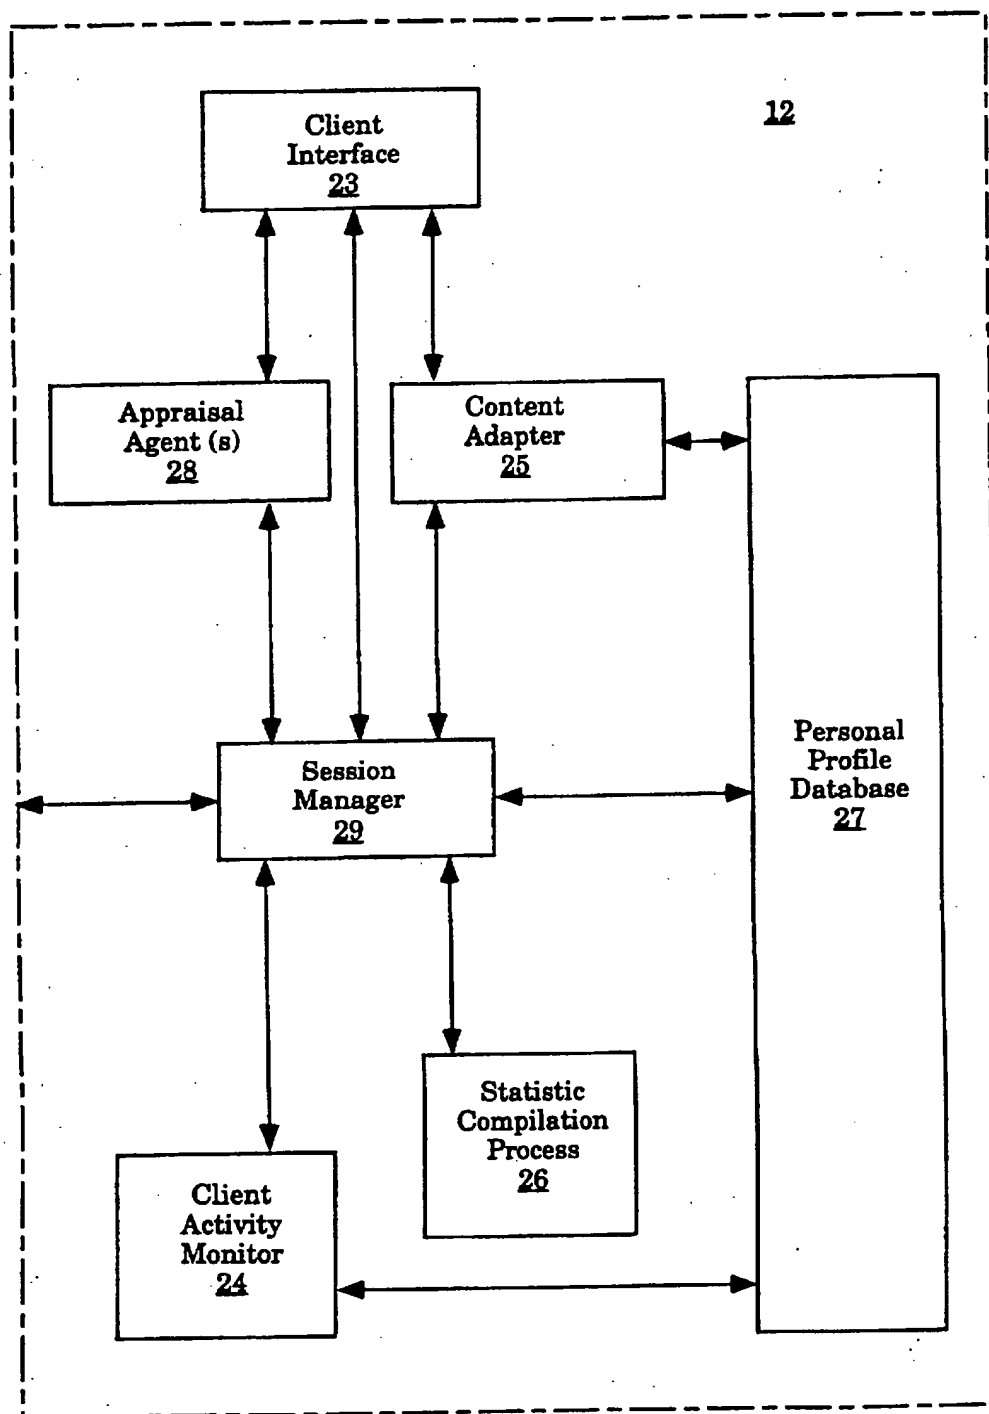 12
Client
Interface
23
Appraisal
Agent (s)
28
Content
Adapter
25
Personal
Profile
Database
27
Session
Manager
29
Statistic
Compilation
Process
26
Client
Activity
Monitor
24